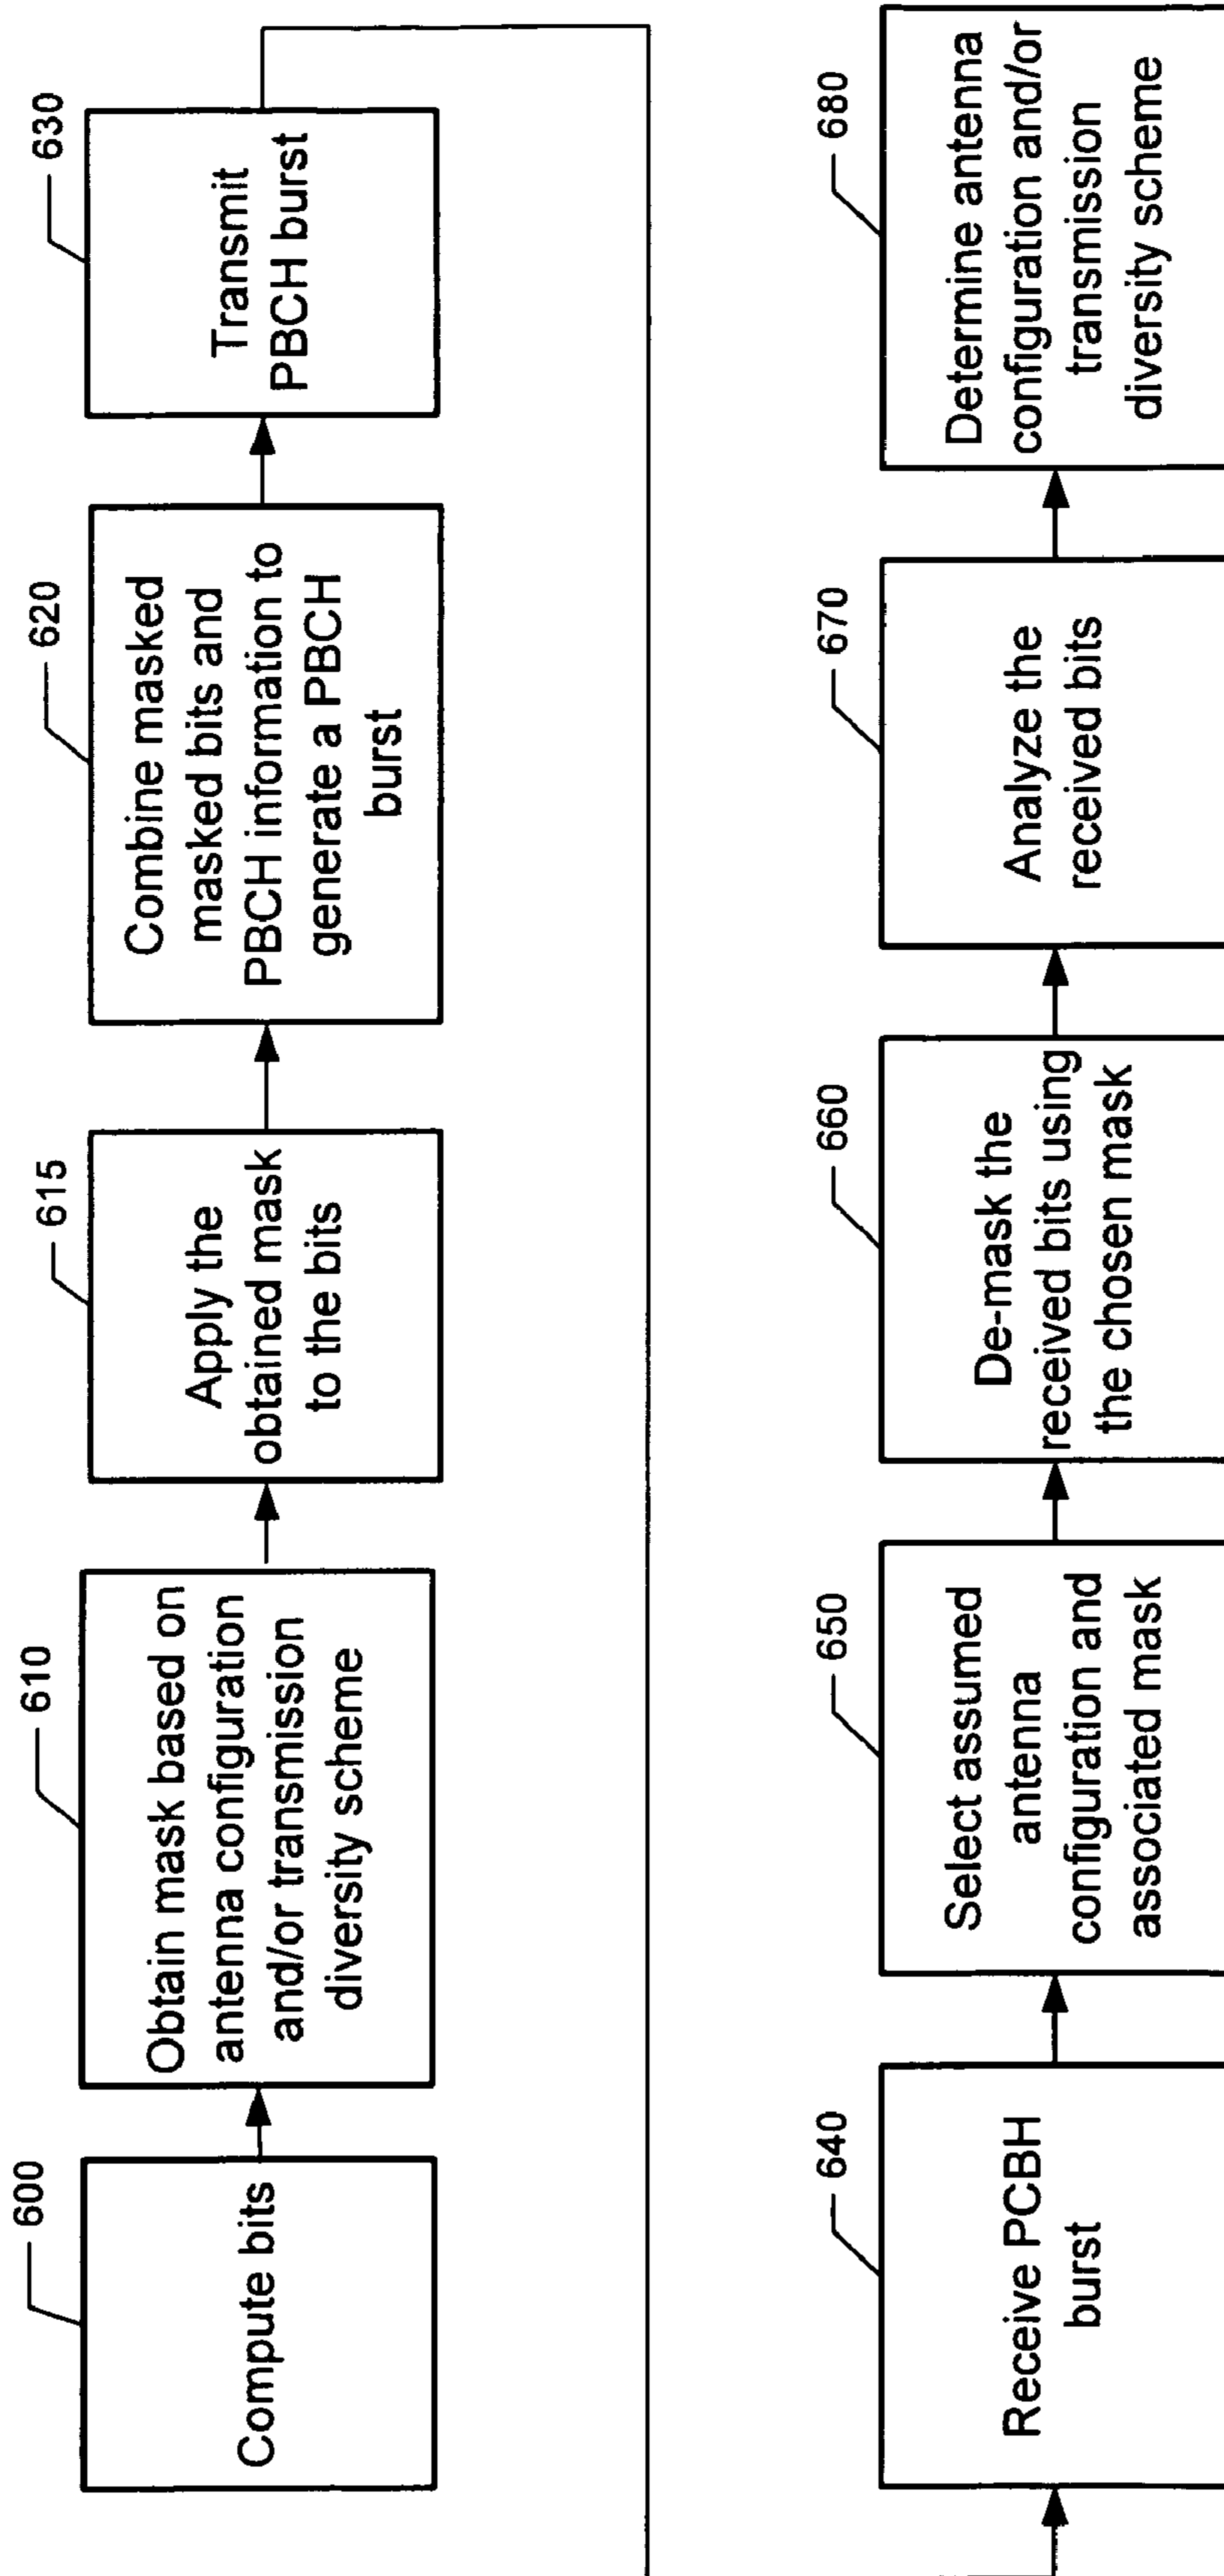 600
Compute bits
610
Obtain mask based on
antenna configuration
and/or transmission
diversity scheme
615
Apply the
obtained mask
to the bits
620
Combine masked
masked bits and
PBCH information to
generate a PBCH
burst
630
Transmit
PBCH burst
640
Receive PCBH
burst
650
Select assumed
antenna
configuration and
associated mask
660
De-mask the
received bits using
the chosen mask
670
Analyze the
received bits
680
Determine antenna
configuration and/or
transmission
diversity scheme